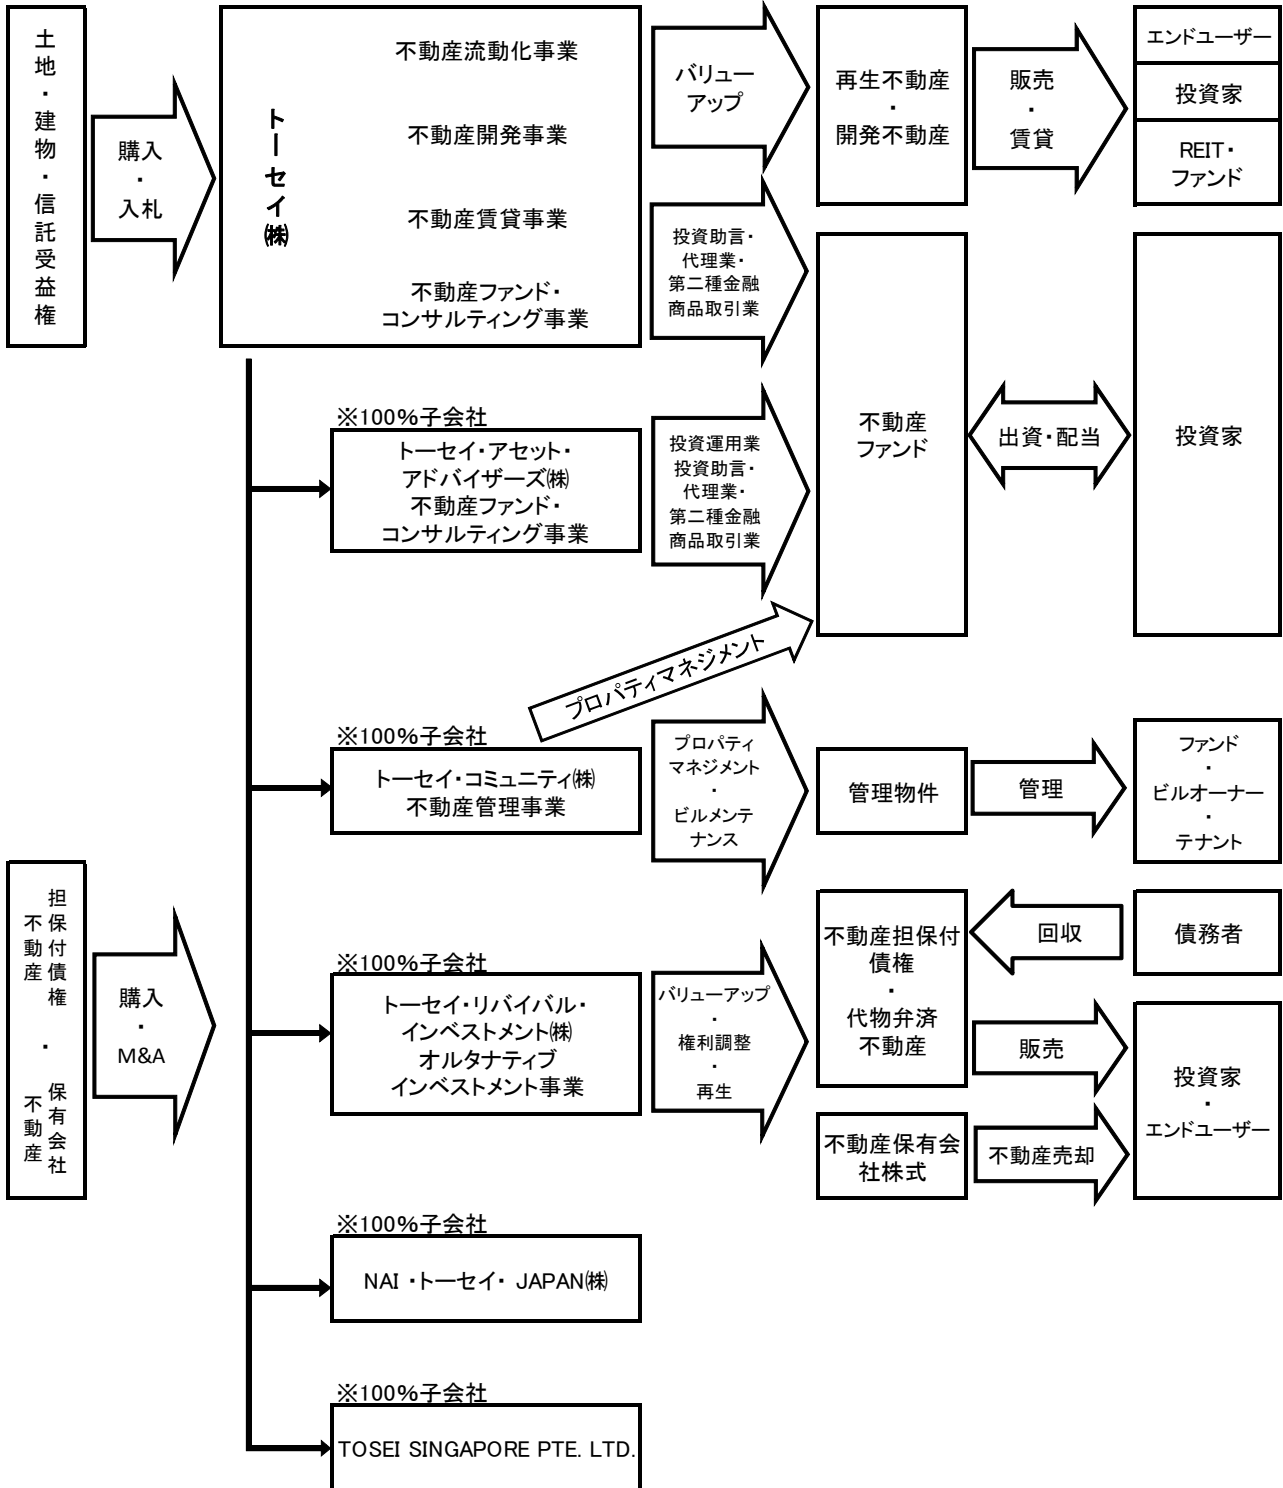 土地・建物・信託受益権
購入
・
入札
トーセイ㈱
不動産流動化事業
不動産開発事業
不動産賃貸事業
不動産ファンド・
コンサルティング事業
バリュー
アップ
再生不動産
・
開発不動産
販売
・
賃貸
エンドユーザー
投資家
REIT・
ファンド
投資助言・
代理業・
第二種金融
商品取引業
※100%子会社
トーセイ・アセット・
アドバイザーズ㈱
不動産ファンド・
コンサルティング事業
投資運用業
投資助言・
代理業・
第二種金融
商品取引業
不動産
ファンド
出資・配当
投資家
プロパティマネジメント
※100%子会社
トーセイ・コミュニティ㈱
不動産管理事業
プロパティ
マネジメント
・
ビルメンテ
ナンス
管理物件
管理
ファンド
・
ビルオーナー
・
テナント
担保付債権
不動産
・
保有会社
不動産
購入
・
M&A
※100%子会社
トーセイ・リバイバル・
インベストメント㈱
オルタナティブ
インベストメント事業
バリューアップ
・
権利調整
・
再生
不動産担保付
債権
・
代物弁済
不動産
回収
債務者
販売
投資家
・
エンドユーザー
不動産保有会
社株式
不動産売却
※100%子会社
NAI ・トーセイ・ JAPAN㈱
※100%子会社
TOSEI SINGAPORE PTE. LTD.